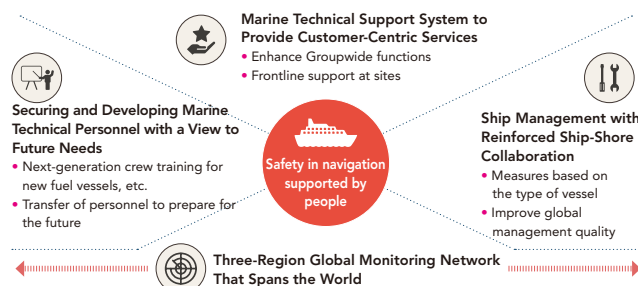 Marine Technical Support System to
Provide Customer-Centric Services
• Enhance Groupwide functions
• Frontline support at sites
Securing and Developing Marine
Technical Personnel with a View to
Future Needs
• Next-generation crew training for
new fuel vessels, etc.
• Transfer of personnel to prepare for
the future
Safety in navigation
supported by
people
Ship Management with
Reinforced Ship-Shore
Collaboration
• Measures based on
the type of vessel
• Improve global
management quality
Three-Region Global Monitoring Network
That Spans the World